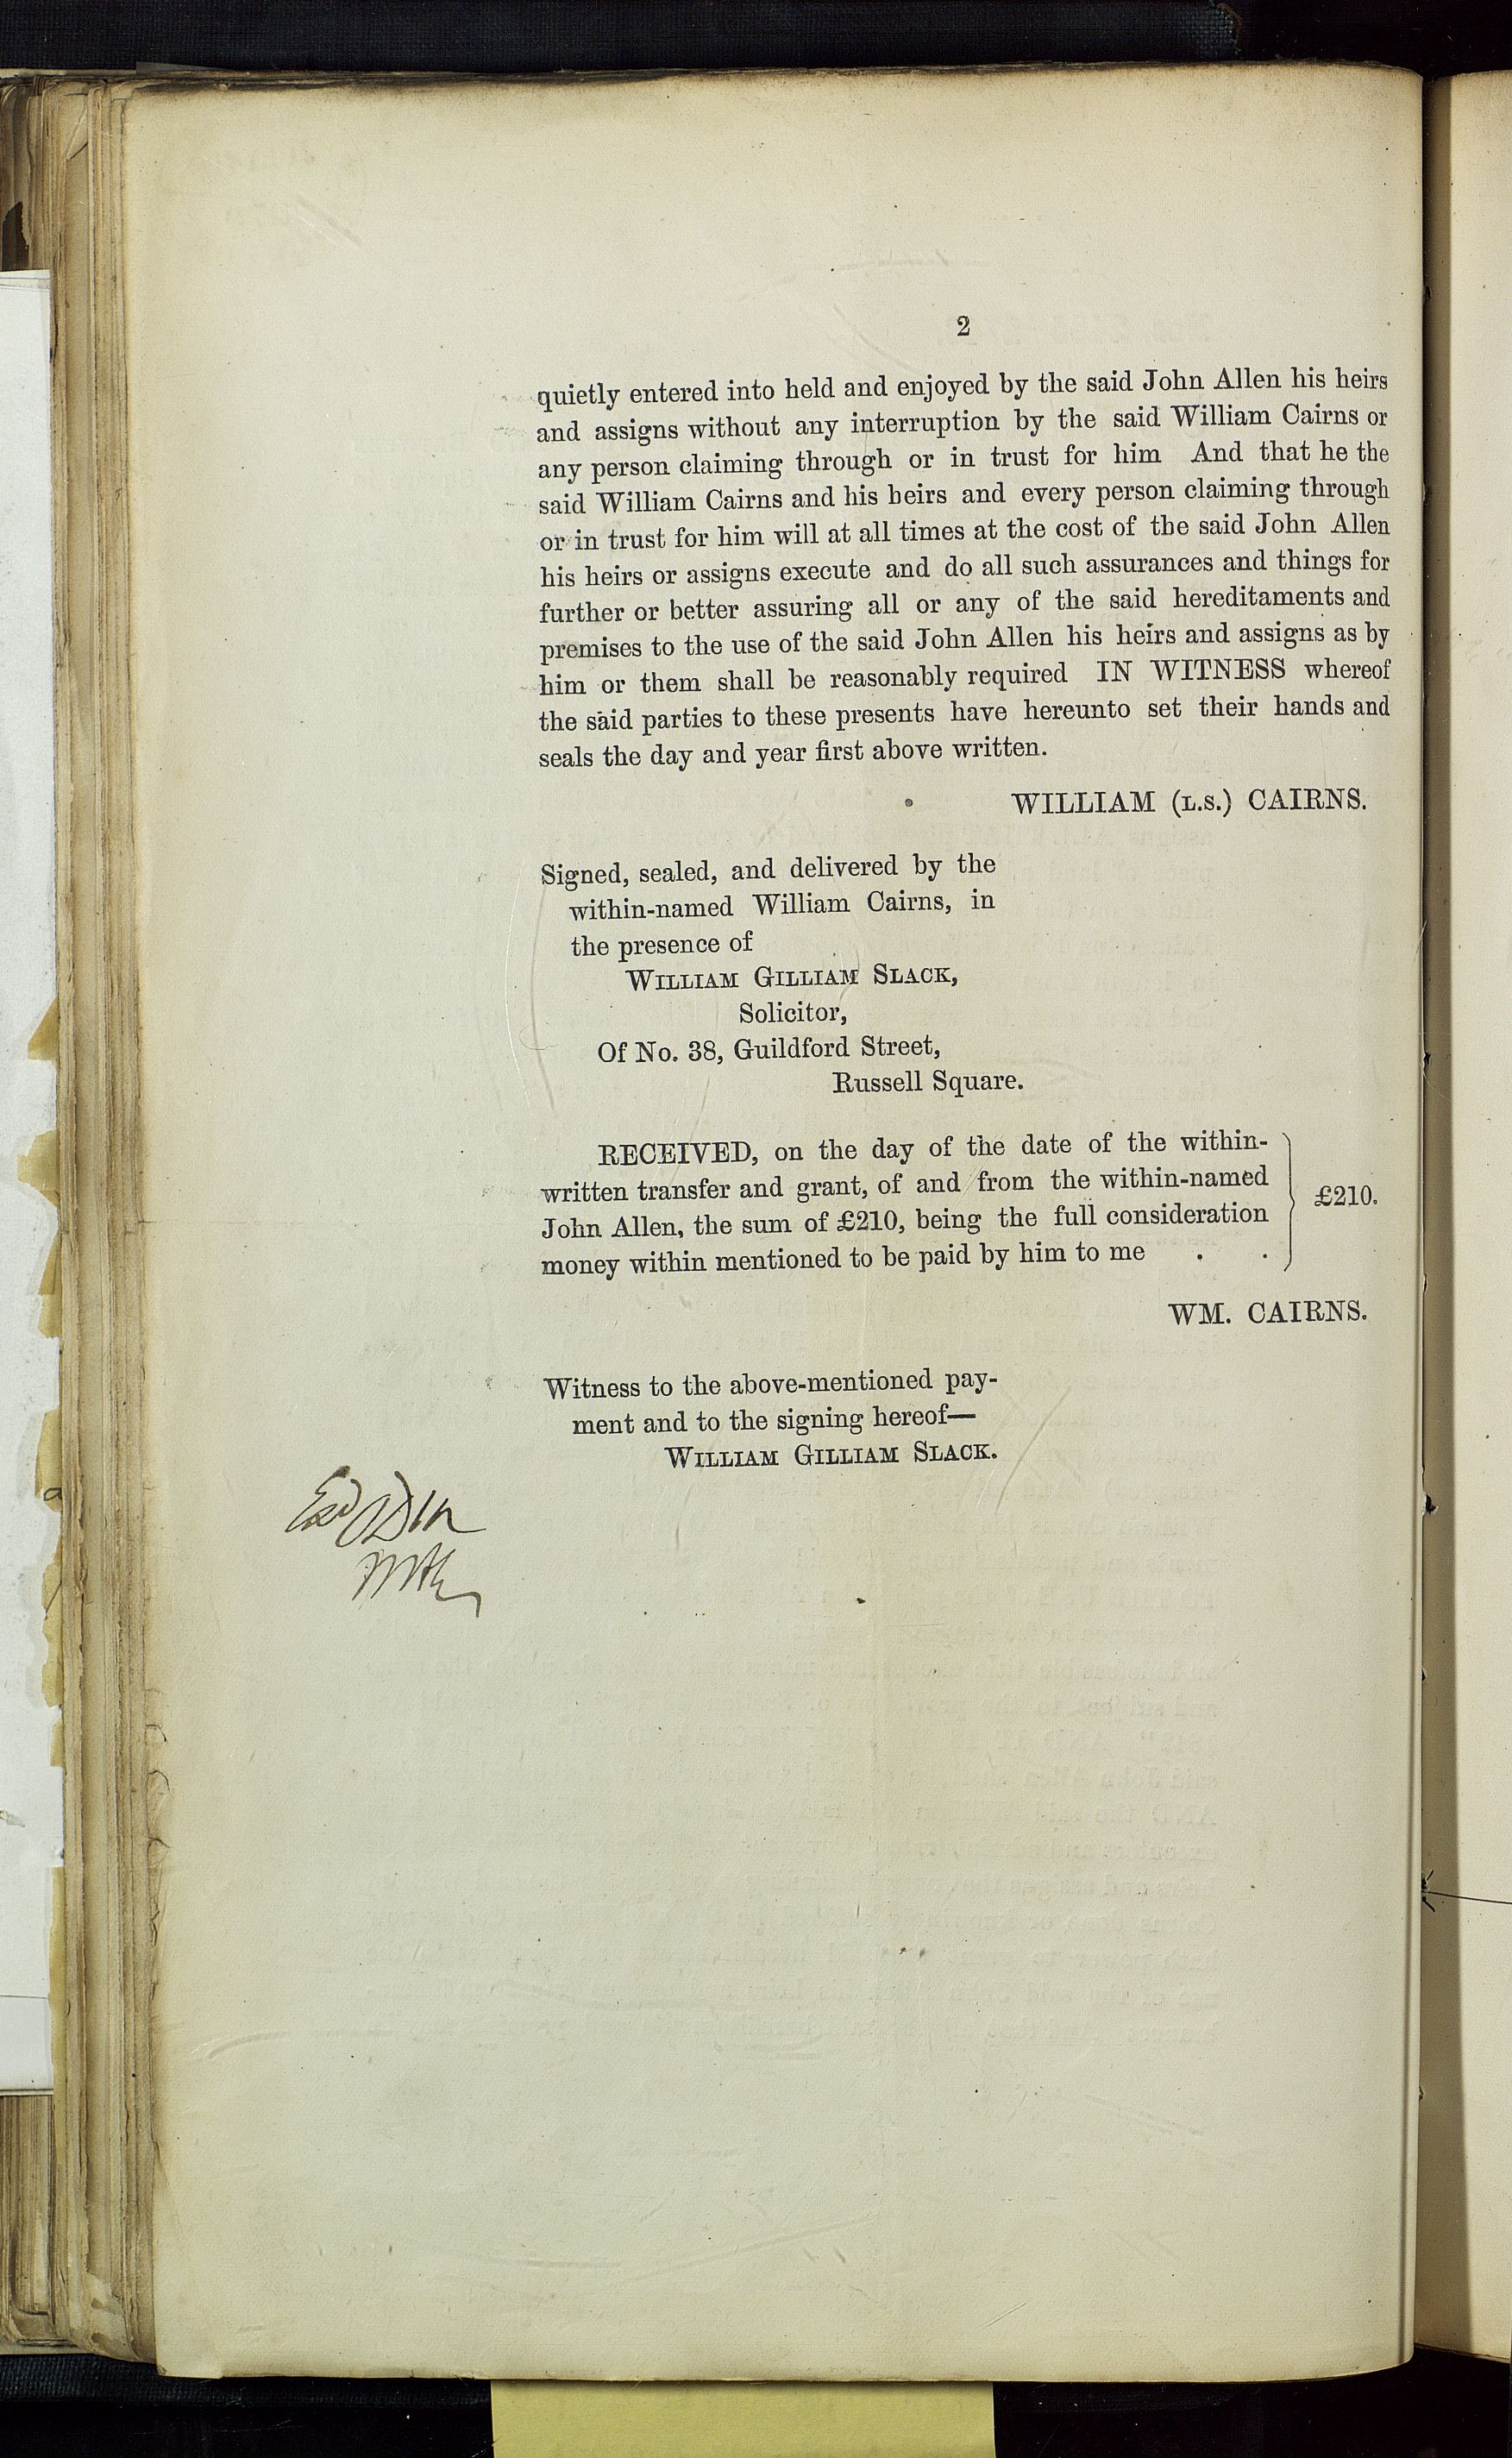 2
quietly entered into held and enjoyed by the said John Allen his heirs
and assigns without any interruption by the said William Cairns or
any person claiming through or in trust for him And that he the
said William Cairns and his heirs and every person claiming through
or in trust for him will at all times at the cost of the said John Allen
his heirs or assigns execute and do all such assurances and things for
further or better assuring all or any of the said hereditaments and
premises to the use of the said John Allen his heirs and assigns as by
him or them shall be reasonably required IN WITNESS whereof
the said parties to these presents have hereunto set their hands and
seals the day and year first above written.
WILLIAM (L.S.) CAIRNS.
Signed, sealed, and delivered by the
within-named William Cairns, in
the presence of
WILLIAM GILLIAM SLACK,
Solicitor,
Of No. 38, Guildford Street,
Russell Square.
RECEIVED, on the day of the date of the within-
written transfer and grant, of and from the within-named
John Allen, the sum of £210, being the full consideration
money within mentioned to be paid by him to me . .
£210.
WM. CAIRNS.
Witness to the above-mentioned pay-
ment and to the signing hereof—
WILLIAM GILLIAM SLACK.